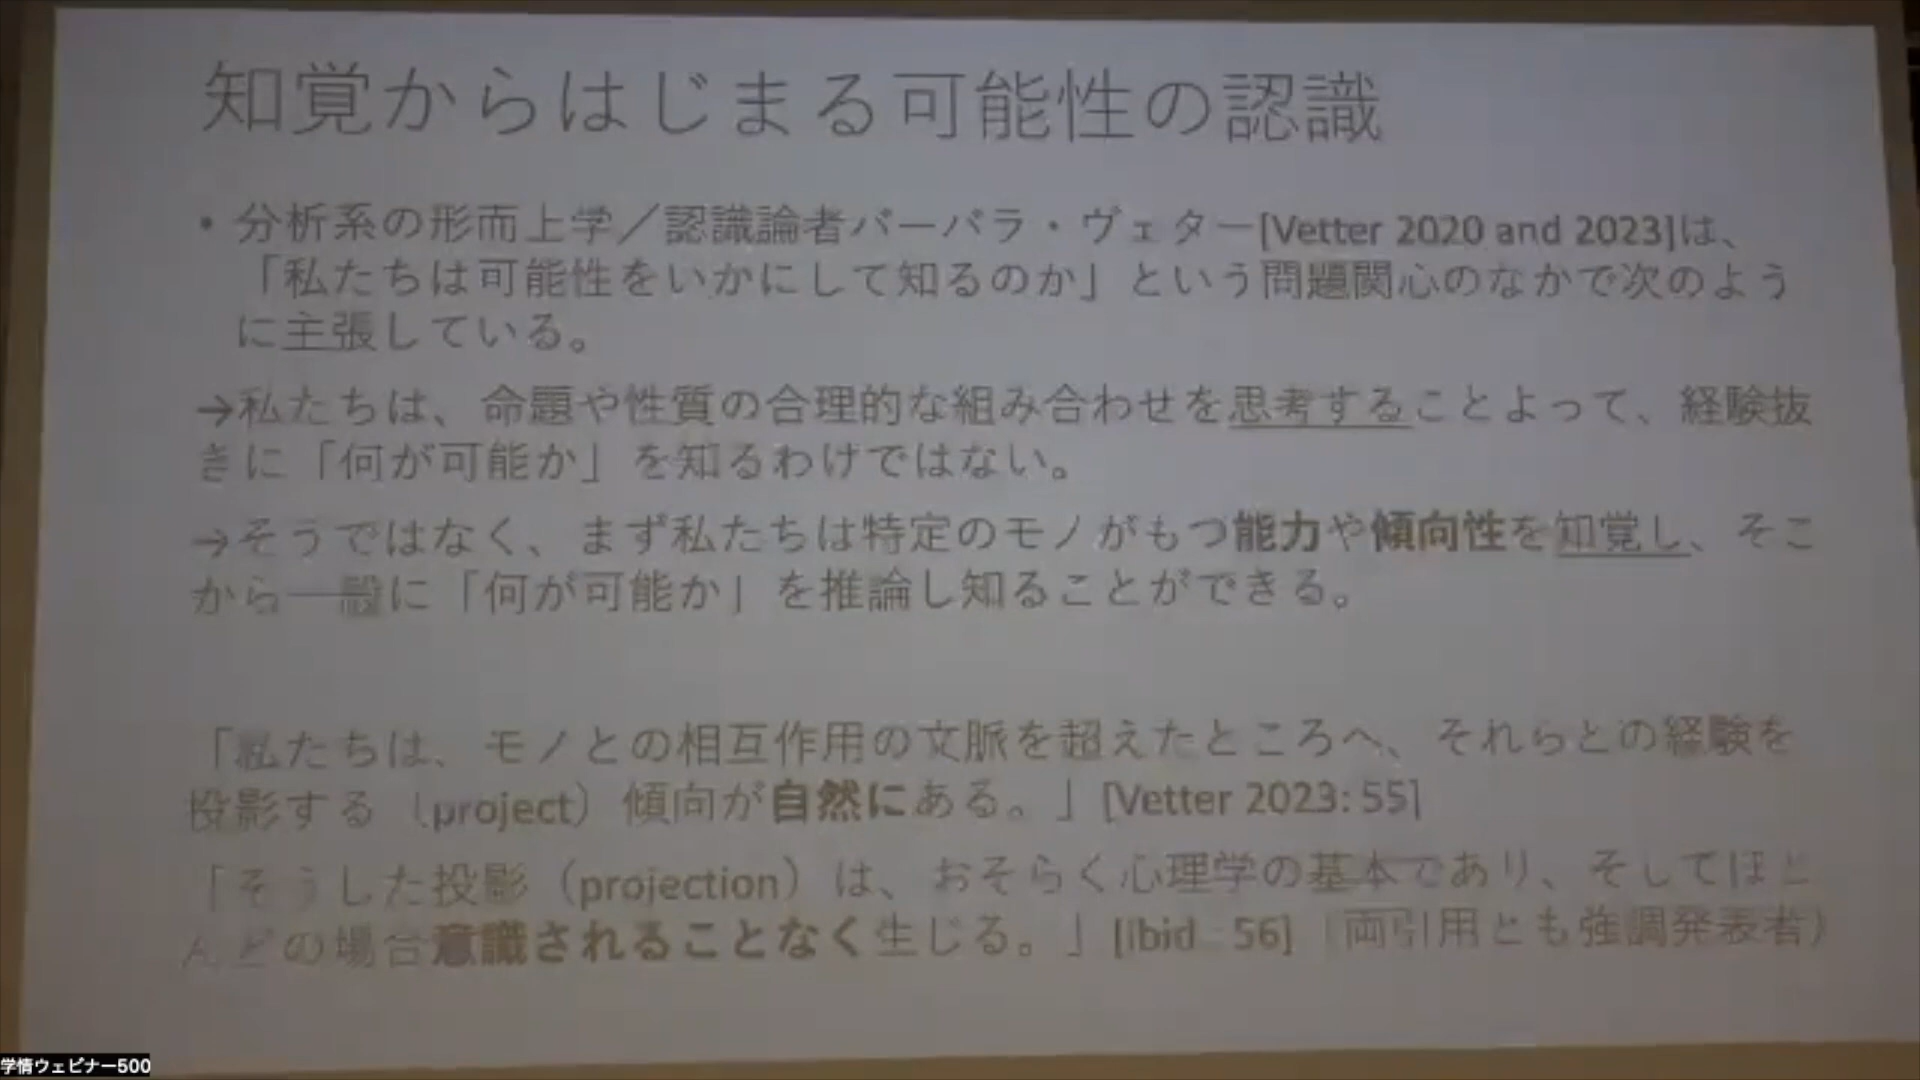 知覚からはじまる可能性の認識
・分析系の形而上学／認識論者バーバラ・ヴェター[Vetter 2020 and 2023]は、
「私たちは可能性をいかにして知るのか」という問題関心のなかで次のよう
に主張している。
→私たちは、命題や性質の合理的な組み合わせを思考することよって、経験抜
きに「何が可能か」を知るわけではない。
→そうではなく、まず私たちは特定のモノがもつ能力や傾向性を知覚し、そこ
から一般に「何が可能か」を推論し知ることができる。
「私たちは、モノとの相互作用の文脈を超えたところへ、それらとの経験を
投影する（project）傾向が自然にある。」[Vetter 2023: 55]
「そうした投影（projection）は、おそらく心理学の基本であり、そしてほと
んどの場合意識されることなく生じる。」[ibid 56]（両引用とも強調発表者）
学情ウェビナー500